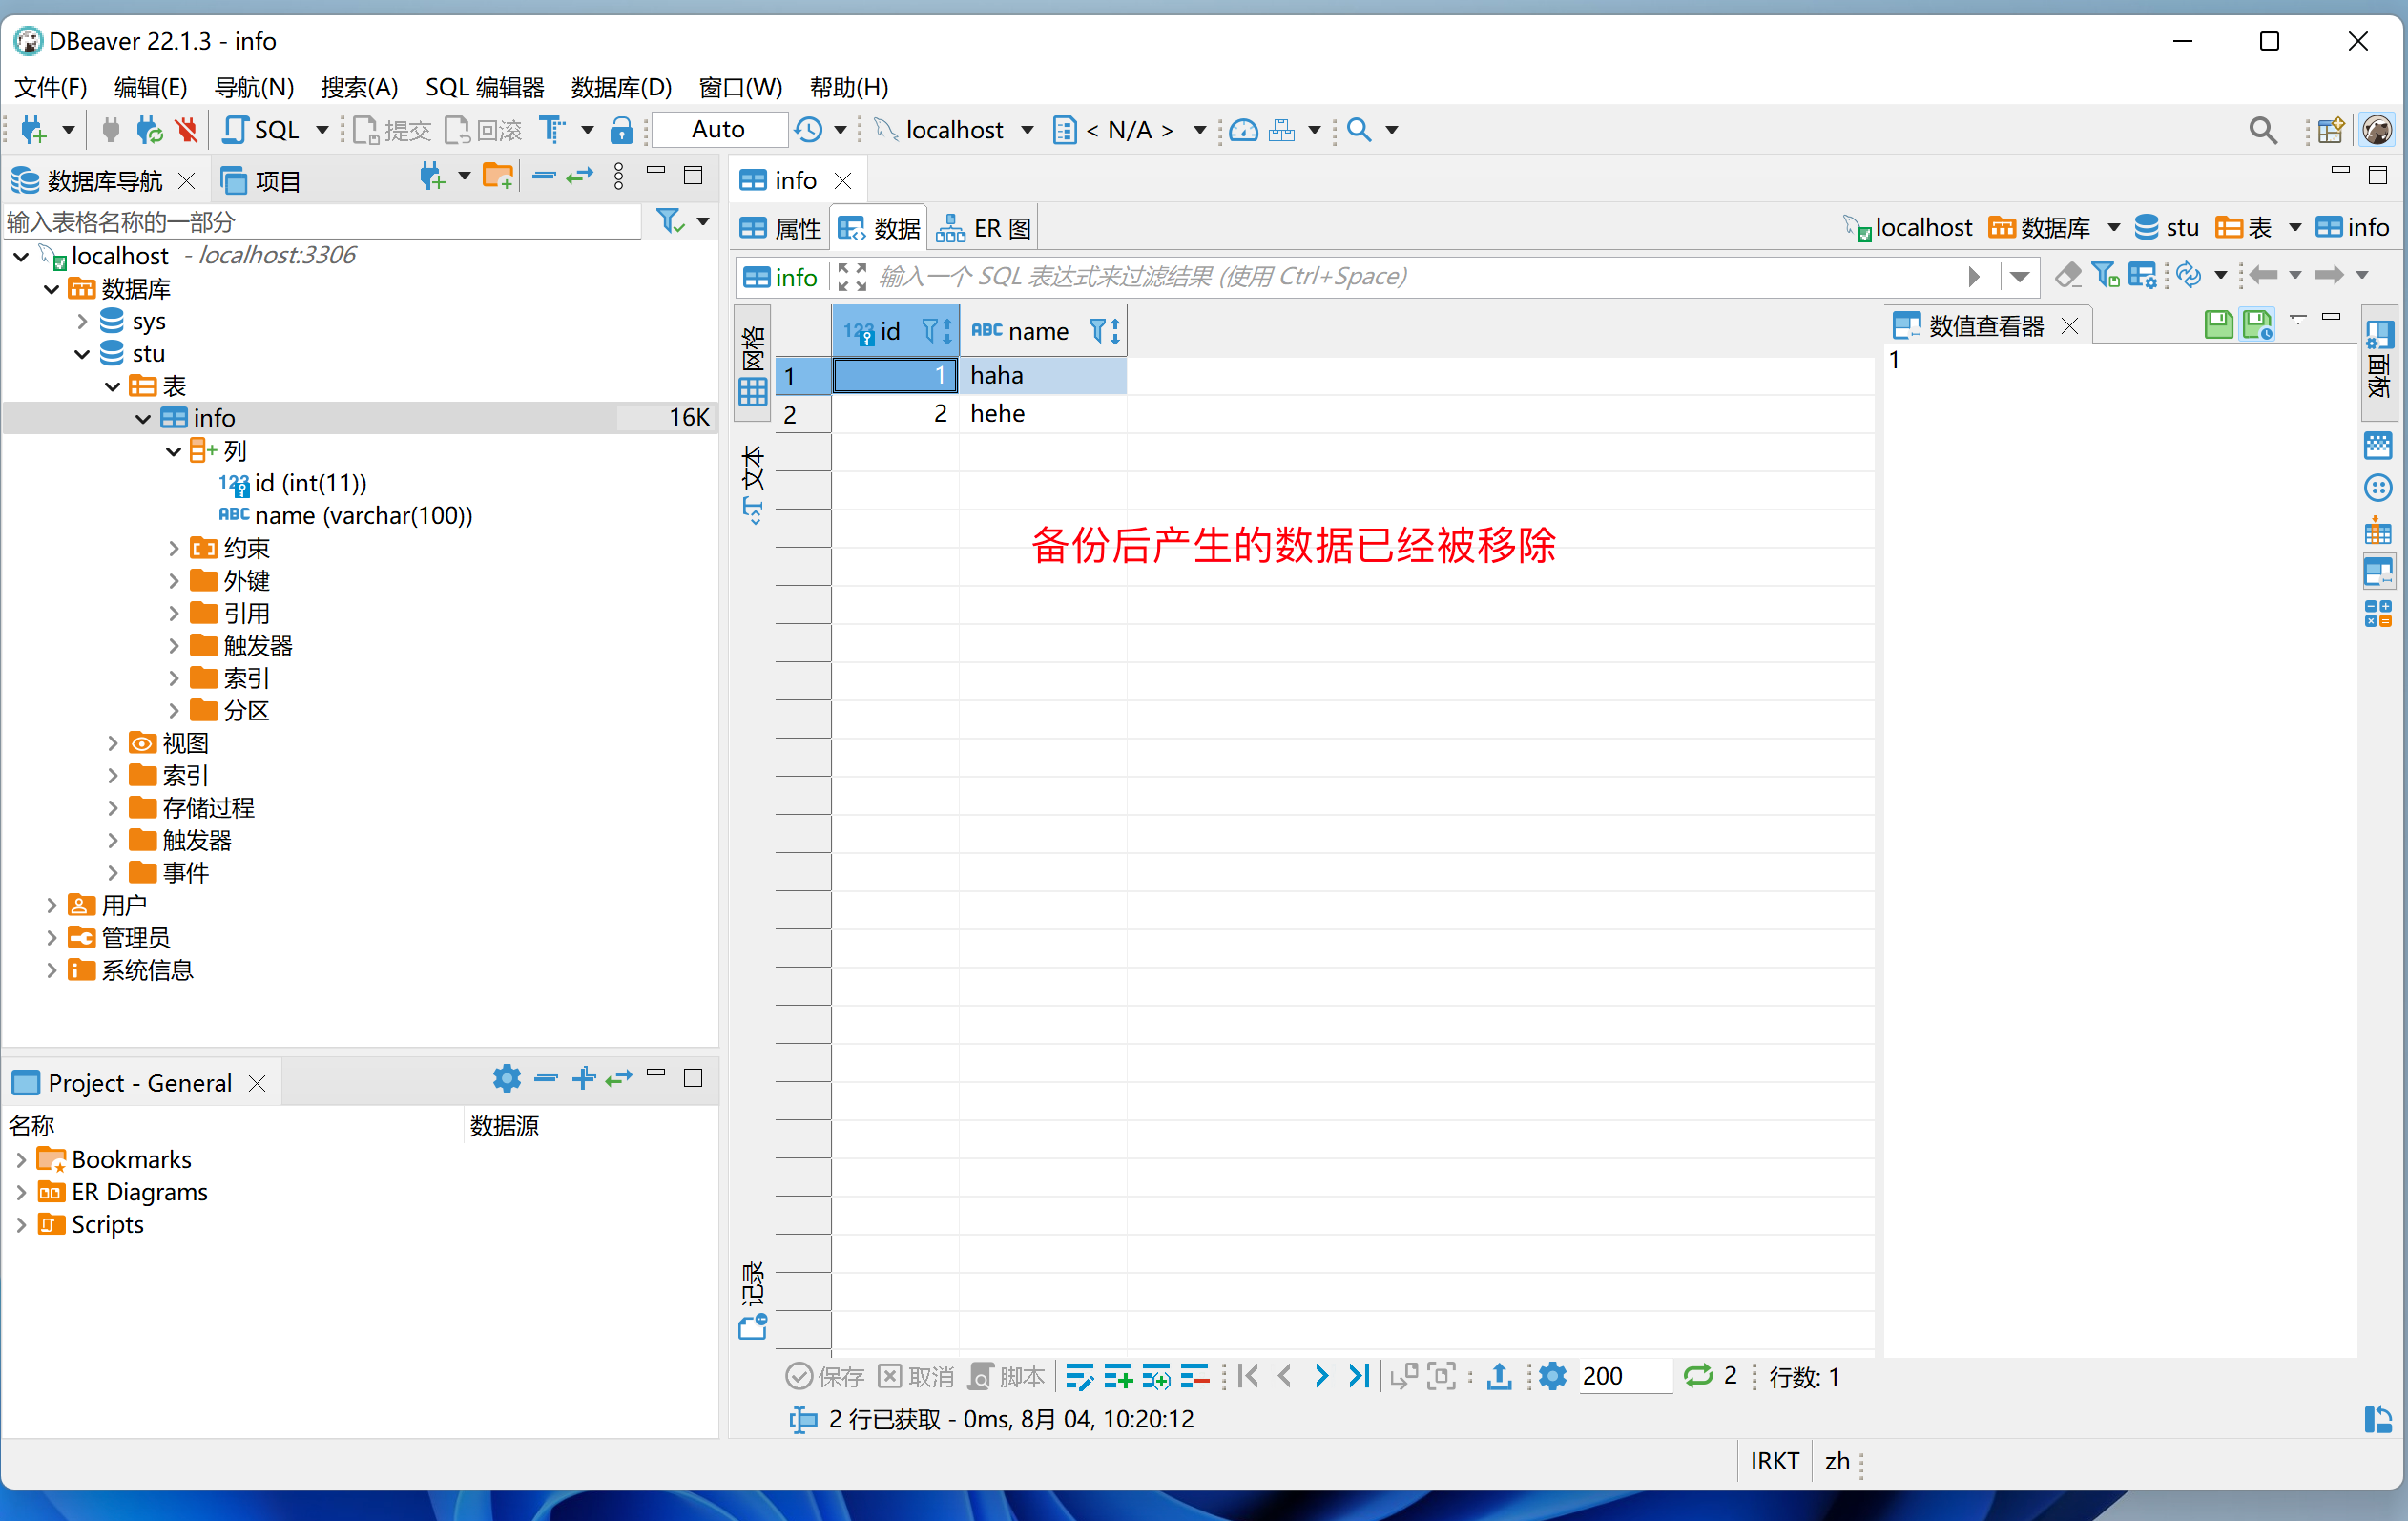 DBeaver 22.1.3 - info
文件(F) 编辑(E) 导航(N) 搜索(A) SQL 编辑器 数据库(D) 窗口(W) 帮助(H)
SQL 提交 回滚 Auto localhost < N/A >
数据库导航 项目
输入表格名称的一部分
localhost - localhost:3306
数据库
sys
stu
表
info 16K
列
123 id (int(11))
ABC name (varchar(100))
约束
外键
引用
触发器
索引
分区
视图
索引
存储过程
触发器
事件
用户
管理员
系统信息
Project - General
名称 数据源
Bookmarks
ER Diagrams
Scripts
info
属性 数据 ER 图
localhost 数据库 stu 表 info
info 输入一个 SQL 表达式来过滤结果 (使用 Ctrl+Space)
网格
文本
记录
123 id ABC name
1 1 haha
2 2 hehe
备份后产生的数据已经被移除
数值查看器
1
面板
保存 取消 脚本 200 2 行数: 1
2 行已获取 - 0ms, 8月 04, 10:20:12
IRKT zh